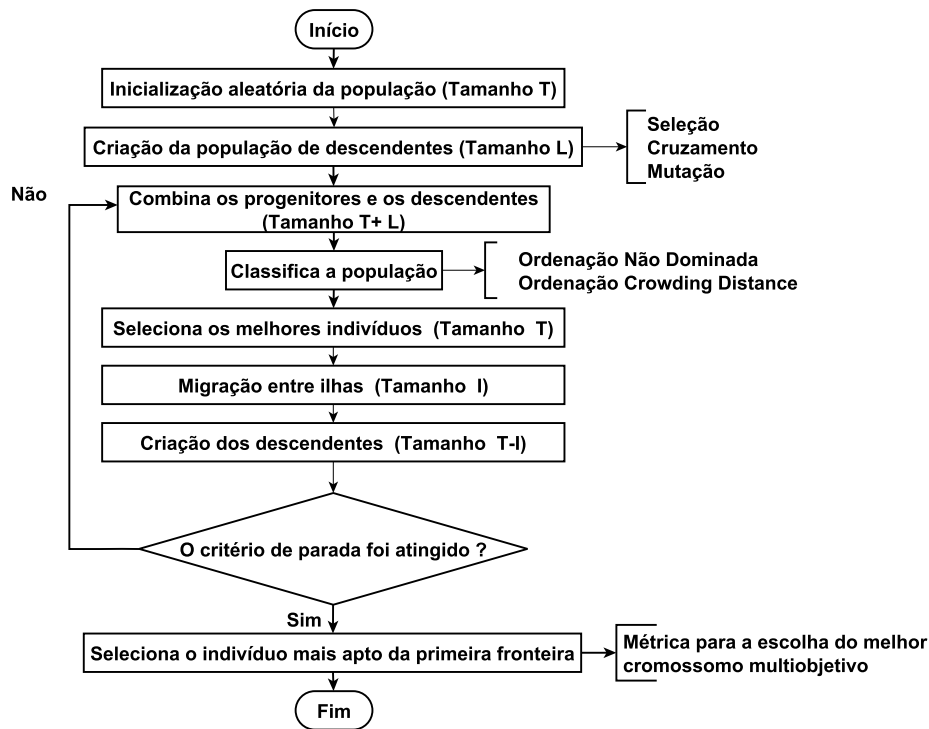 Início
Inicialização aleatória da população (Tamanho T)
Criação da população de descendentes (Tamanho L)
Seleção
Cruzamento
Mutação
Não
Combina os progenitores e os descendentes
(Tamanho T+ L)
Classifica a população
Ordenação Não Dominada
Ordenação Crowding Distance
Seleciona os melhores indivíduos (Tamanho T)
Migração entre ilhas (Tamanho I)
Criação dos descendentes (Tamanho T-I)
O critério de parada foi atingido ?
Sim
Seleciona o indivíduo mais apto da primeira fronteira
Métrica para a escolha do melhor
cromossomo multiobjetivo
Fim